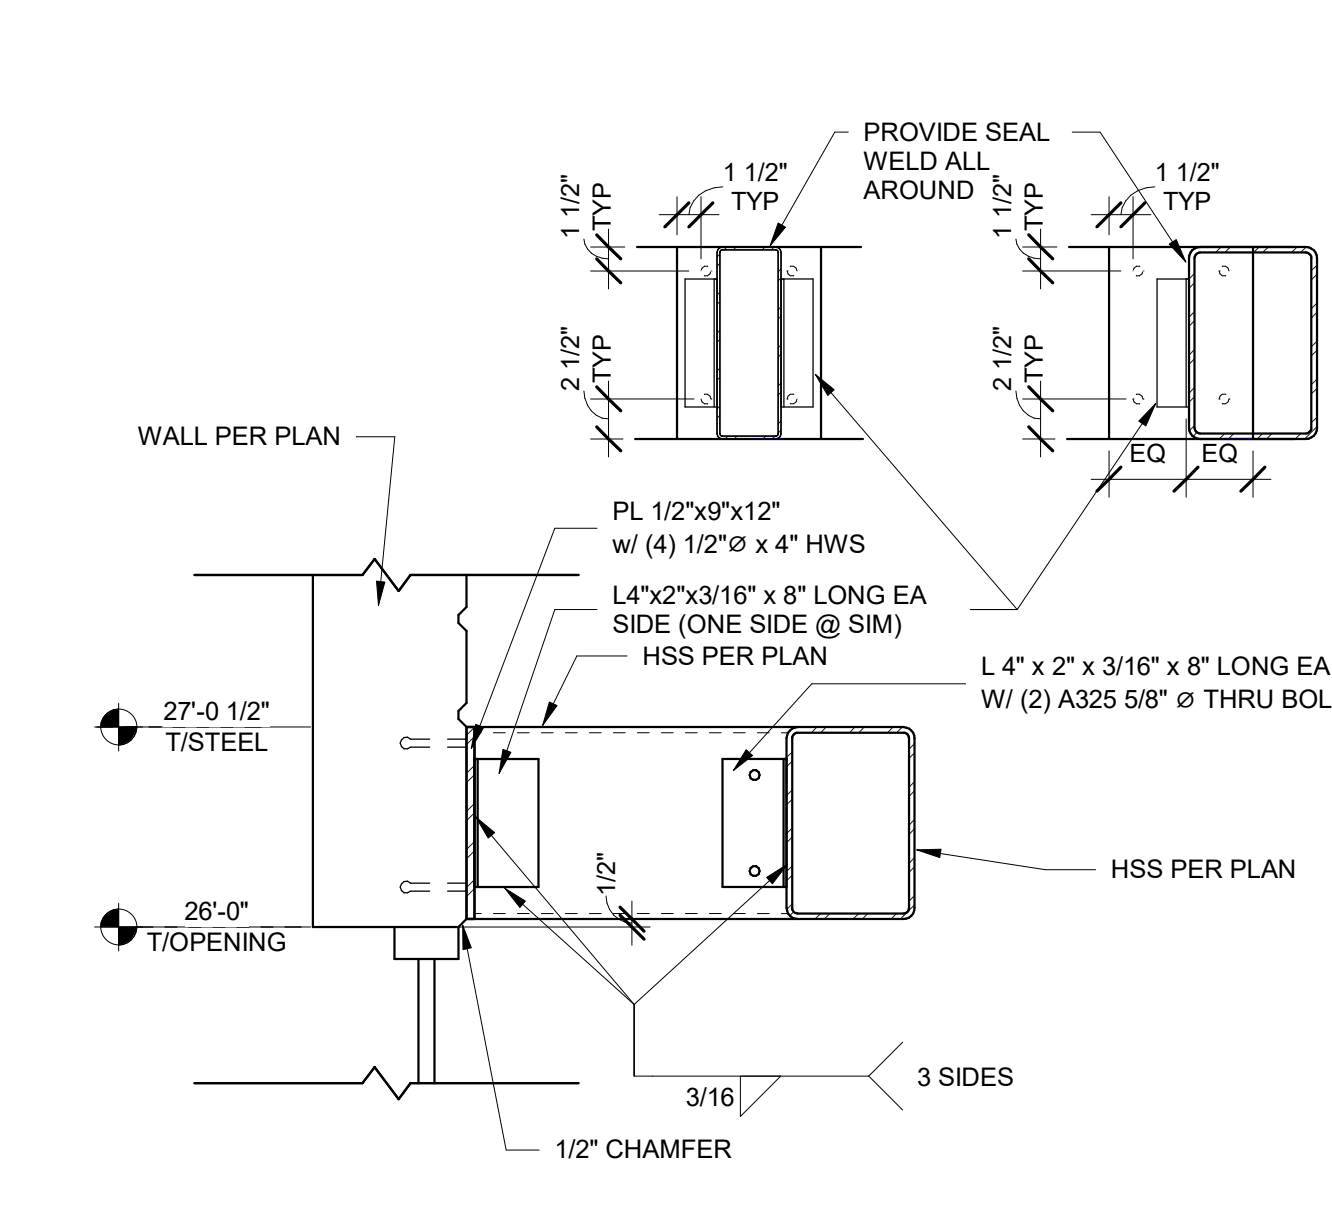 PROVIDE SEAL
WELD ALL
AROUND
1 1/2"
TYP
1 1/2"
TYP
2 1/2"
TYP
1 1/2"
TYP
1 1/2"
TYP
2 1/2"
TYP
EQ
EQ
WALL PER PLAN
PL 1/2"x9"x12"
w/ (4) 1/2"Ø x 4" HWS
L4"x2"x3/16" x 8" LONG EA
SIDE (ONE SIDE @ SIM)
HSS PER PLAN
L 4" x 2" x 3/16" x 8" LONG EA
W/ (2) A325 5/8" Ø THRU BOL
27'-0 1/2"
T/STEEL
26'-0"
T/OPENING
1/2"
HSS PER PLAN
3/16
3 SIDES
1/2" CHAMFER